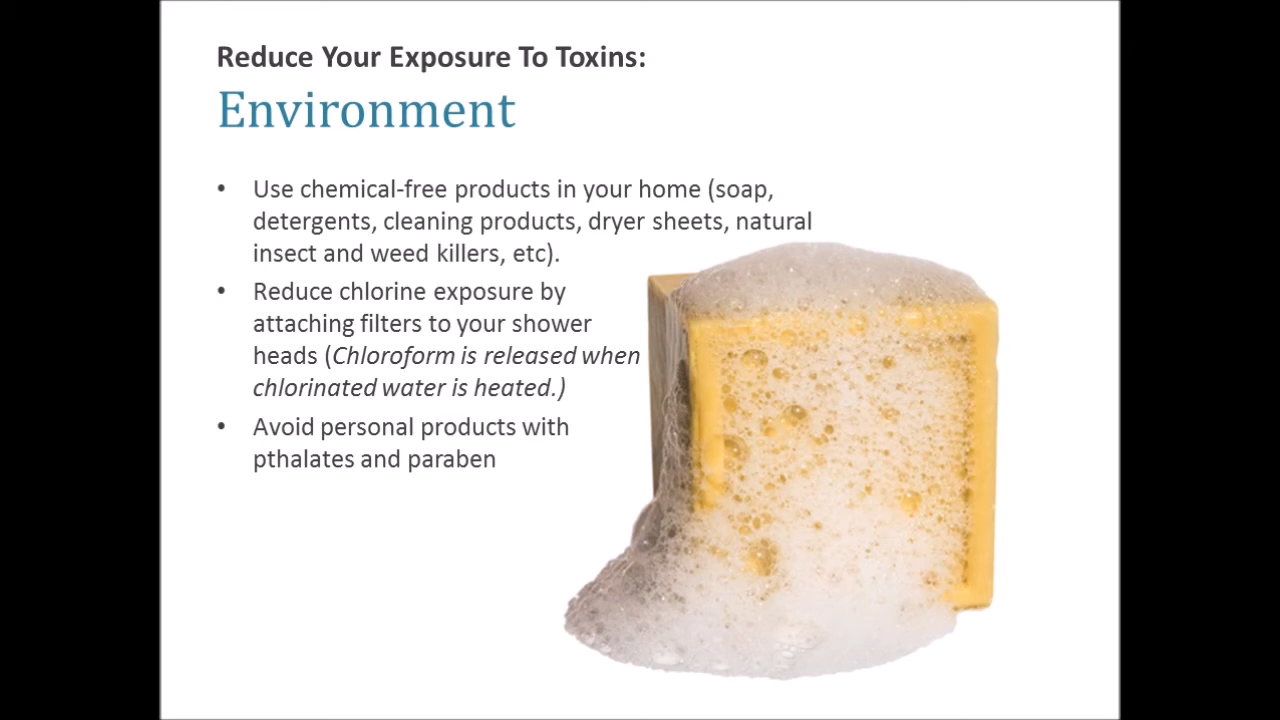 Reduce Your Exposure To Toxins:
Environment
• Use chemical-free products in your home (soap,
detergents, cleaning products, dryer sheets, natural
insect and weed killers, etc).
• Reduce chlorine exposure by
attaching filters to your shower
heads (Chloroform is released when
chlorinated water is heated.)
• Avoid personal products with
pthalates and paraben